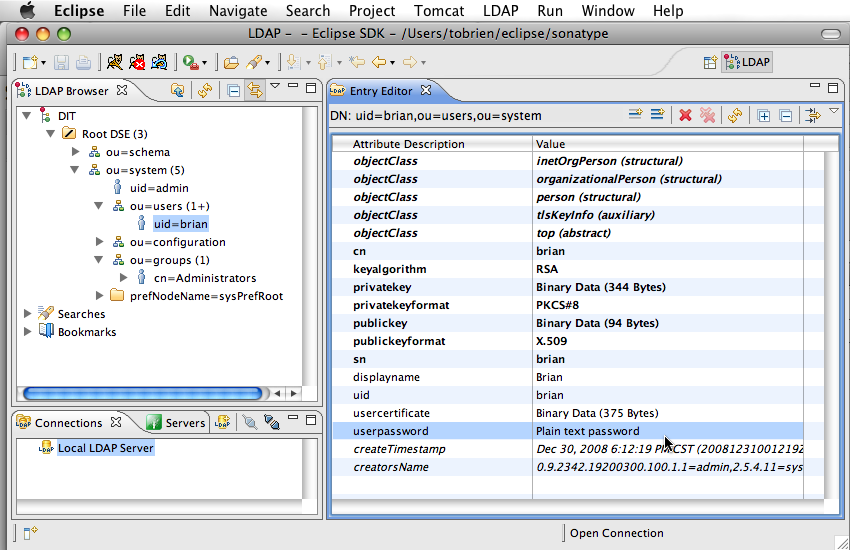 Eclipse File Edit Navigate Search Project Tomcat LDAP Run Window Help
LDAP - - Eclipse SDK - /Users/tobrien/eclipse/sonatype
LDAP
LDAP Browser
DIT
Root DSE (3)
ou=schema
ou=system (5)
uid=admin
ou=users (1+)
uid=brian
ou=configuration
ou=groups (1)
cn=Administrators
prefNodeName=sysPrefRoot
Searches
Bookmarks
Connections Servers LDAP
Local LDAP Server
LDAP Entry Editor
DN: uid=brian,ou=users,ou=system
Attribute Description Value
objectClass inetOrgPerson (structural)
objectClass organizationalPerson (structural)
objectClass person (structural)
objectClass tlsKeyInfo (auxiliary)
objectClass top (abstract)
cn brian
keyalgorithm RSA
privatekey Binary Data (344 Bytes)
privatekeyformat PKCS#8
publickey Binary Data (94 Bytes)
publickeyformat X.509
sn brian
displayname Brian
uid brian
usercertificate Binary Data (375 Bytes)
userpassword Plain text password
createTimestamp Dec 30, 2008 6:12:19 PM CST (200812310012192
creatorsName 0.9.2342.19200300.100.1.1=admin,2.5.4.11=sys
Open Connection